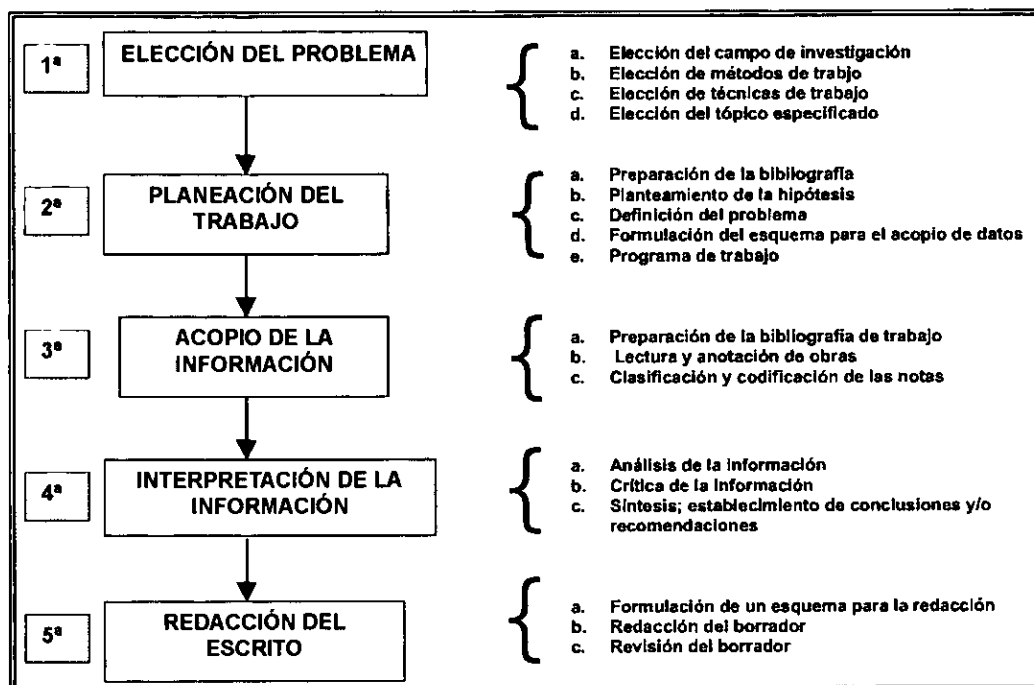 1ª
ELECCIÓN DEL PROBLEMA
a. Elección del campo de investigación
b. Elección de métodos de trabjo
c. Elección de técnicas de trabajo
d. Elección del tópico especificado
2ª
PLANEACIÓN DEL
TRABAJO
a. Preparación de la bibliografía
b. Planteamiento de la hipótesis
c. Definición del problema
d. Formulación del esquema para el acopio de datos
e. Programa de trabajo
3ª
ACOPIO DE LA
INFORMACIÓN
a. Preparación de la bibliografia de trabajo
b. Lectura y anotación de obras
c. Clasificación y codificación de las notas
4ª
INTERPRETACIÓN DE LA
INFORMACIÓN
a. Análisis de la información
b. Crítica de la información
c. Síntesis; establecimiento de conclusiones y/o
recomendaciones
5ª
REDACCIÓN DEL
ESCRITO
a. Formulación de un esquema para la redacción
b. Redacción del borrador
c. Revisión del borrador